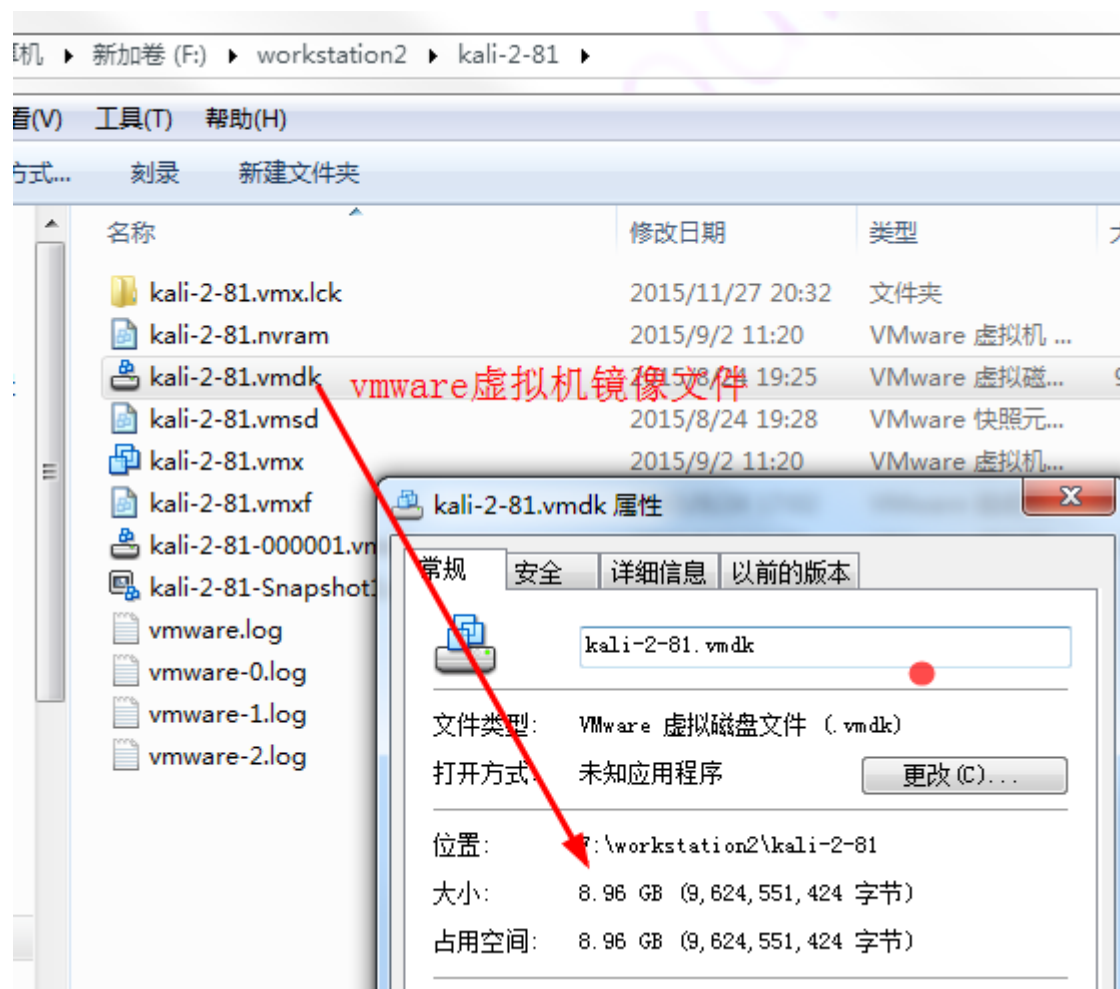 算机 ▸ 新加卷 (F:) ▸ workstation2 ▸ kali-2-81 ▸
看(V) 工具(T) 帮助(H)
方式... 刻录 新建文件夹
名称 修改日期 类型
kali-2-81.vmx.lck 2015/11/27 20:32 文件夹
kali-2-81.nvram 2015/9/2 11:20 VMware 虚拟机 ...
kali-2-81.vmdk 2015/8/24 19:25 VMware 虚拟磁...
vmware虚拟机镜像文件
kali-2-81.vmsd 2015/8/24 19:28 VMware 快照元...
kali-2-81.vmx 2015/9/2 11:20 VMware 虚拟机...
kali-2-81.vmxf
kali-2-81-000001.vm
kali-2-81-Snapshot1
vmware.log
vmware-0.log
vmware-1.log
vmware-2.log
kali-2-81.vmdk 属性
常规 安全 详细信息 以前的版本
kali-2-81.vmdk
文件类型: VMware 虚拟磁盘文件 (.vmdk)
打开方式: 未知应用程序 更改(C)...
位置: F:\workstation2\kali-2-81
大小: 8.96 GB (9,624,551,424 字节)
占用空间: 8.96 GB (9,624,551,424 字节)